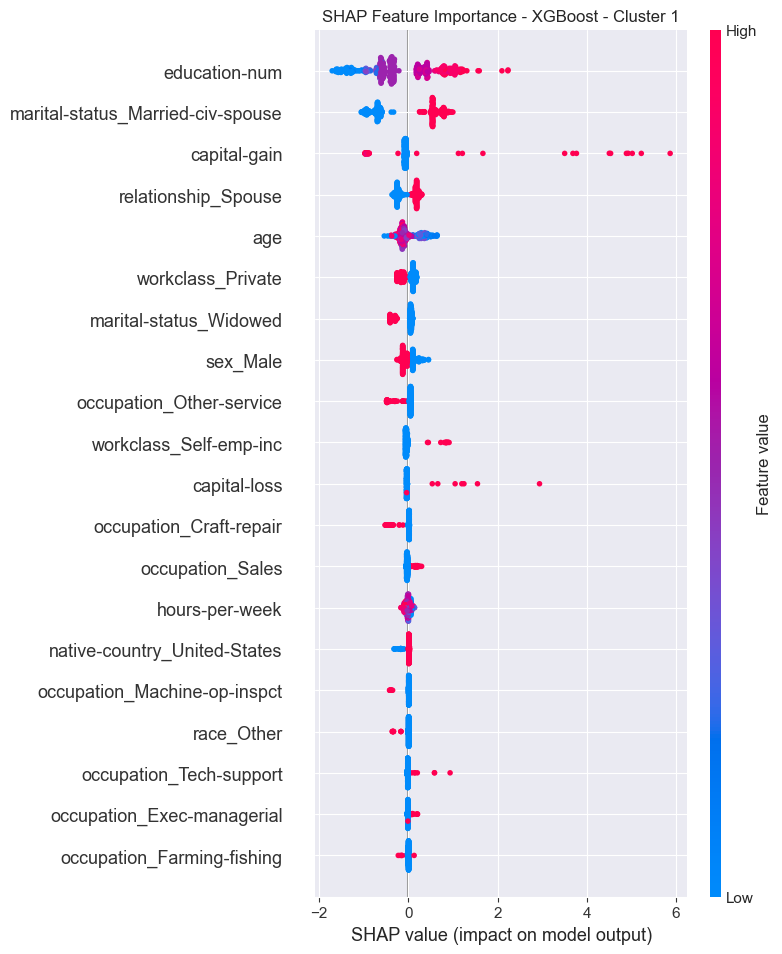 SHAP Feature Importance - XGBoost - Cluster 1
High
education-num
marital-status_Married-civ-spouse
capital-gain
relationship_Spouse
age
workclass_Private
marital-status_Widowed
sex_Male
occupation_Other-service
workclass_Self-emp-inc
capital-loss
occupation_Craft-repair
occupation_Sales
hours-per-week
native-country_United-States
occupation_Machine-op-inspct
race_Other
occupation_Tech-support
occupation_Exec-managerial
occupation_Farming-fishing
Feature value
Low
−2 0 2 4 6
SHAP value (impact on model output)